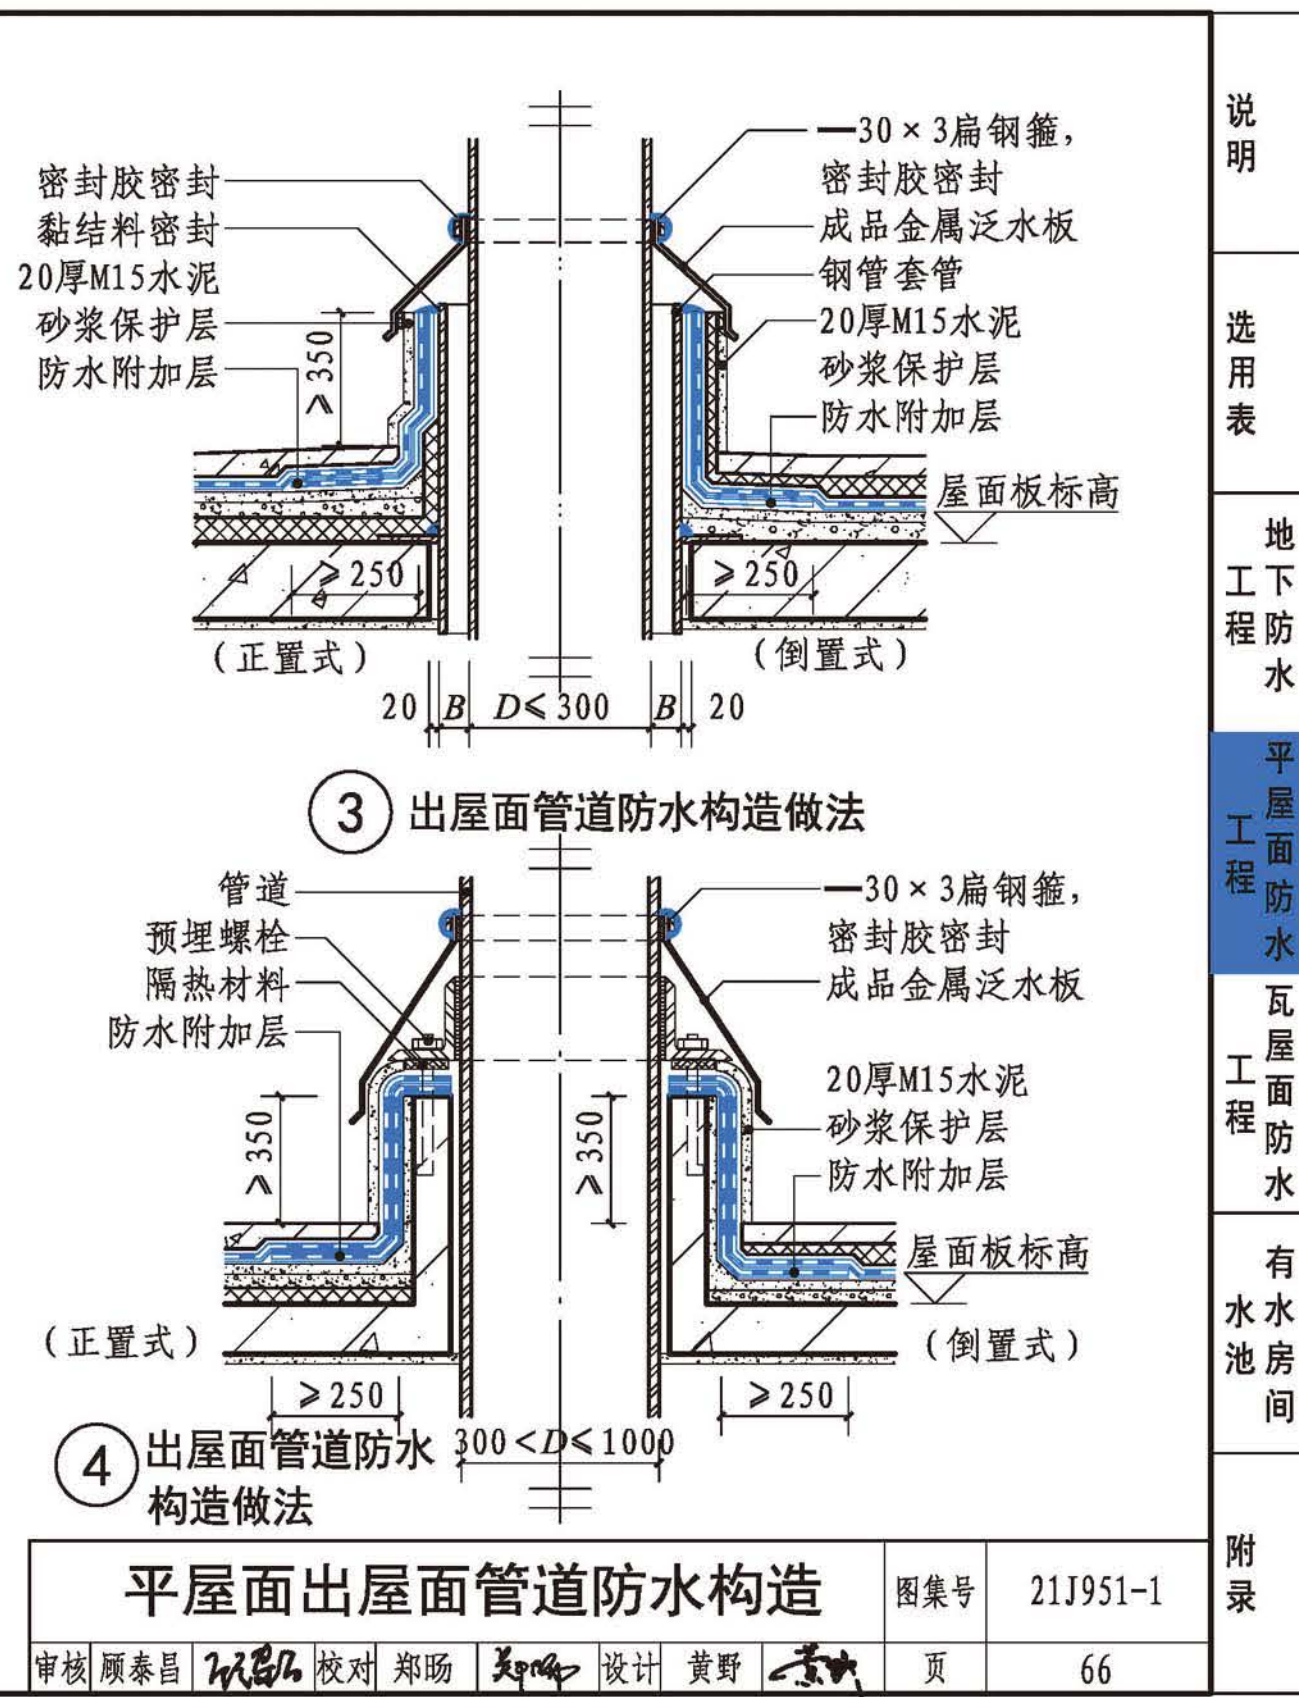 密封胶密封
黏结料密封
20厚M15水泥
砂浆保护层
防水附加层
≥350
—30×3扁钢箍，
密封胶密封
成品金属泛水板
钢管套管
20厚M15水泥
砂浆保护层
防水附加层
屋面板标高
≥250
≥250
（正置式）
（倒置式）
20 B D≤300 B 20
3 出屋面管道防水构造做法
管道
预埋螺栓
隔热材料
防水附加层
≥350
≥350
—30×3扁钢箍，
密封胶密封
成品金属泛水板
20厚M15水泥
砂浆保护层
防水附加层
屋面板标高
（正置式）
（倒置式）
≥250
≥250
300<D≤1000
4 出屋面管道防水
构造做法
平屋面出屋面管道防水构造
图集号 21J951-1
审核 顾泰昌 校对 郑旸 设计 黄野 页 66
说明
选用表
地下防水工程
平屋面防水工程
瓦屋面防水工程
有水房间水池
附录